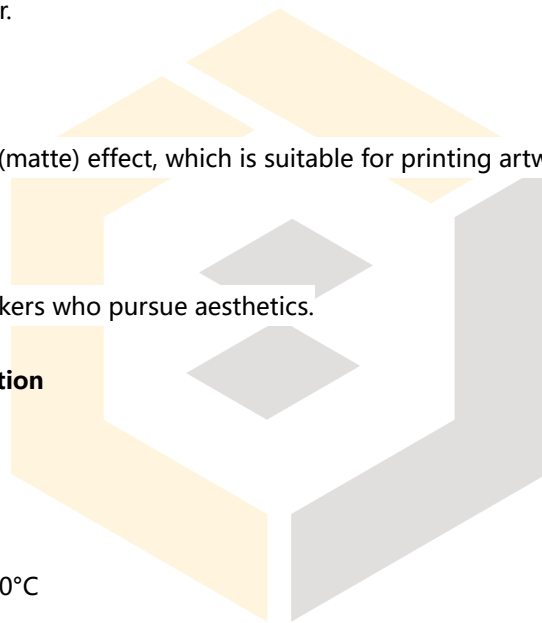 r.
(matte) effect, which is suitable for printing artw
kers who pursue aesthetics.
tion
0°C